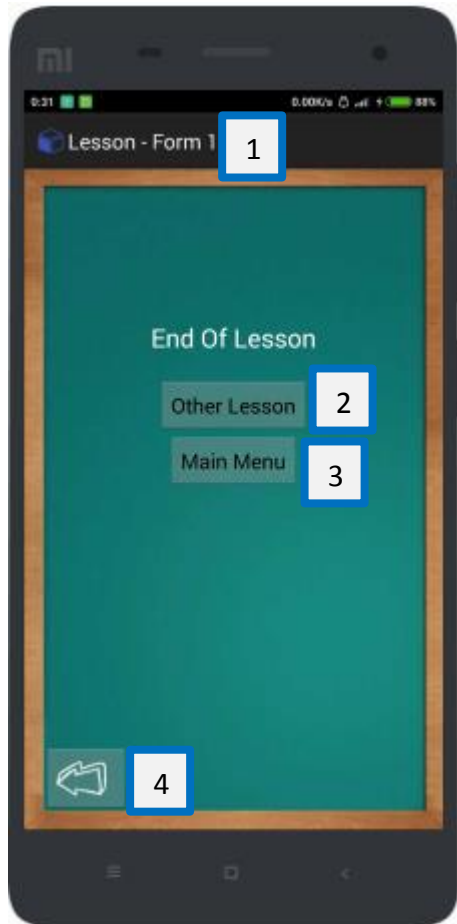 mi
0:31 0.00K/s 88%
Lesson - Form 1 1
End Of Lesson
Other Lesson 2
Main Menu 3
4